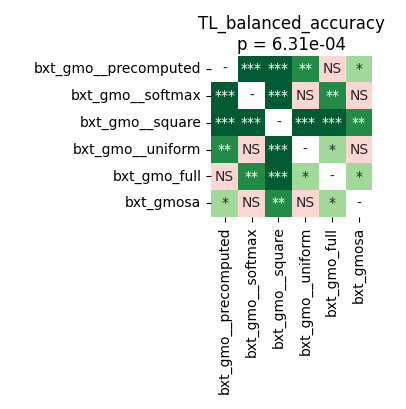 TL_balanced_accuracy
p = 6.31e-04
bxt_gmo__precomputed - *** *** ** NS *
bxt_gmo__softmax *** - *** NS ** NS
bxt_gmo__square *** *** - *** *** **
bxt_gmo__uniform ** NS *** - * NS
bxt_gmo_full NS ** *** * - *
bxt_gmosa * NS ** NS * -
bxt_gmo__precomputed
bxt_gmo__softmax
bxt_gmo__square
bxt_gmo__uniform
bxt_gmo_full
bxt_gmosa